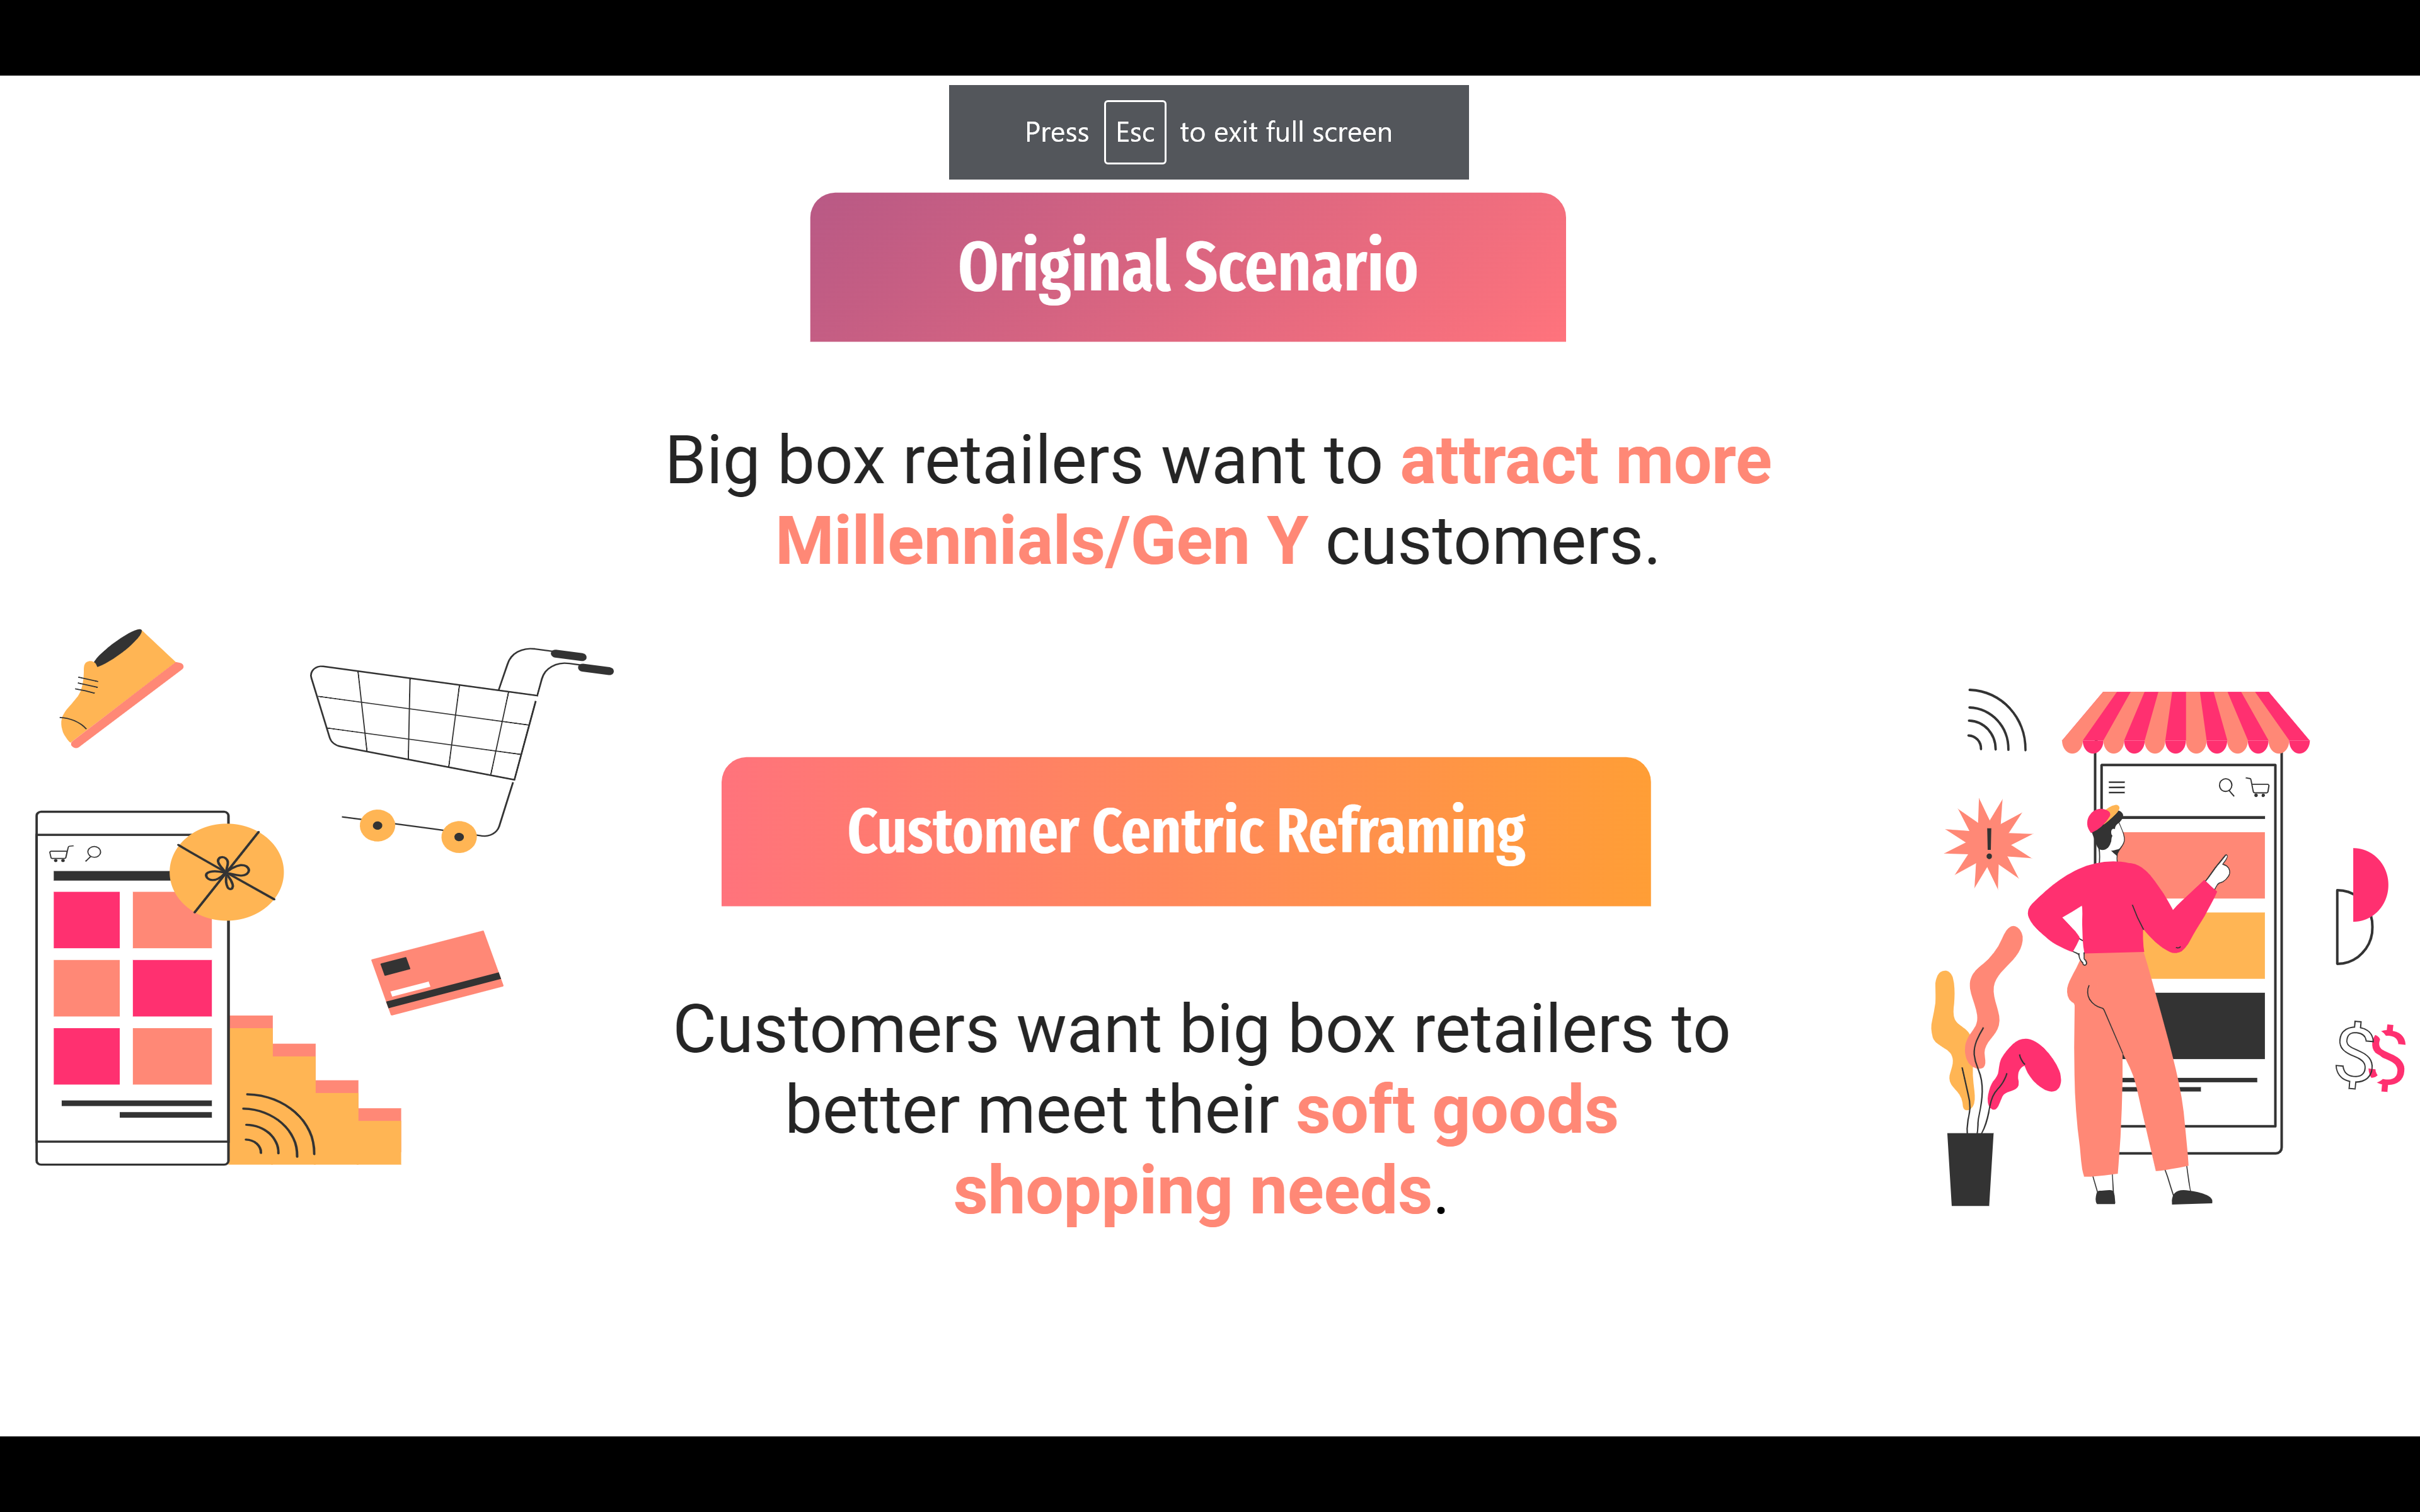 Press Esc to exit full screen
Original Scenario
Big box retailers want to attract more
Millennials/Gen Y customers.
Customer Centric Reframing
Customers want big box retailers to
better meet their soft goods
shopping needs.
!
$$